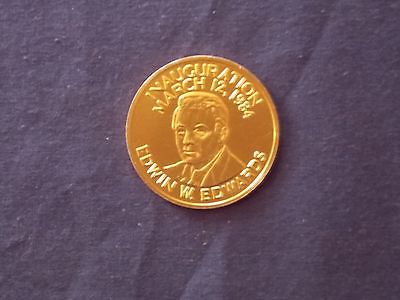 INAUGURATION
MARCH 12, 1984
EDWIN W. EDWARDS